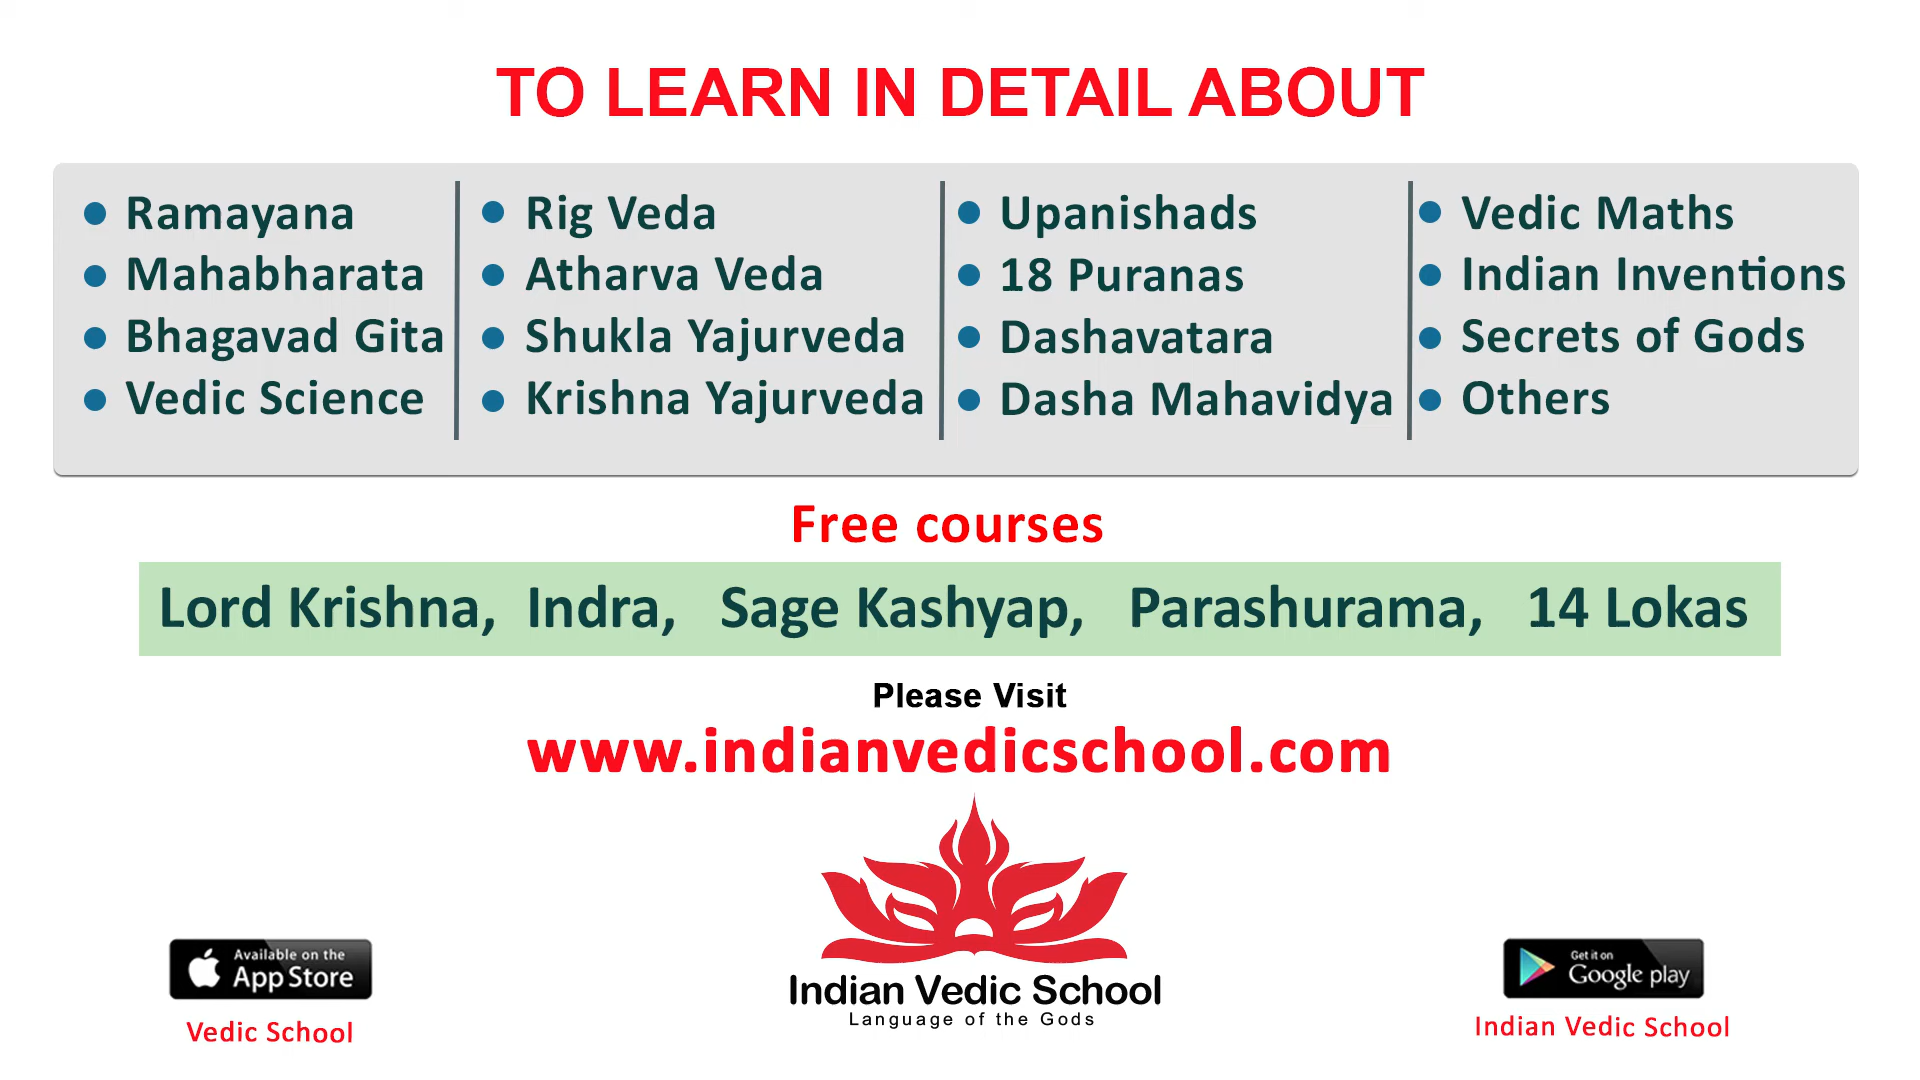 TO LEARN IN DETAIL ABOUT
Ramayana
Mahabharata
Bhagavad Gita
Vedic Science
Rig Veda
Atharva Veda
Shukla Yajurveda
Krishna Yajurveda
Upanishads
18 Puranas
Dashavatara
Dasha Mahavidya
Vedic Maths
Indian Inventions
Secrets of Gods
Others
Free courses
Lord Krishna, Indra, Sage Kashyap, Parashurama, 14 Lokas
Please Visit
www.indianvedicschool.com
Indian Vedic School
Language of the Gods
Available on the
App Store
Vedic School
Get it on
Google play
Indian Vedic School